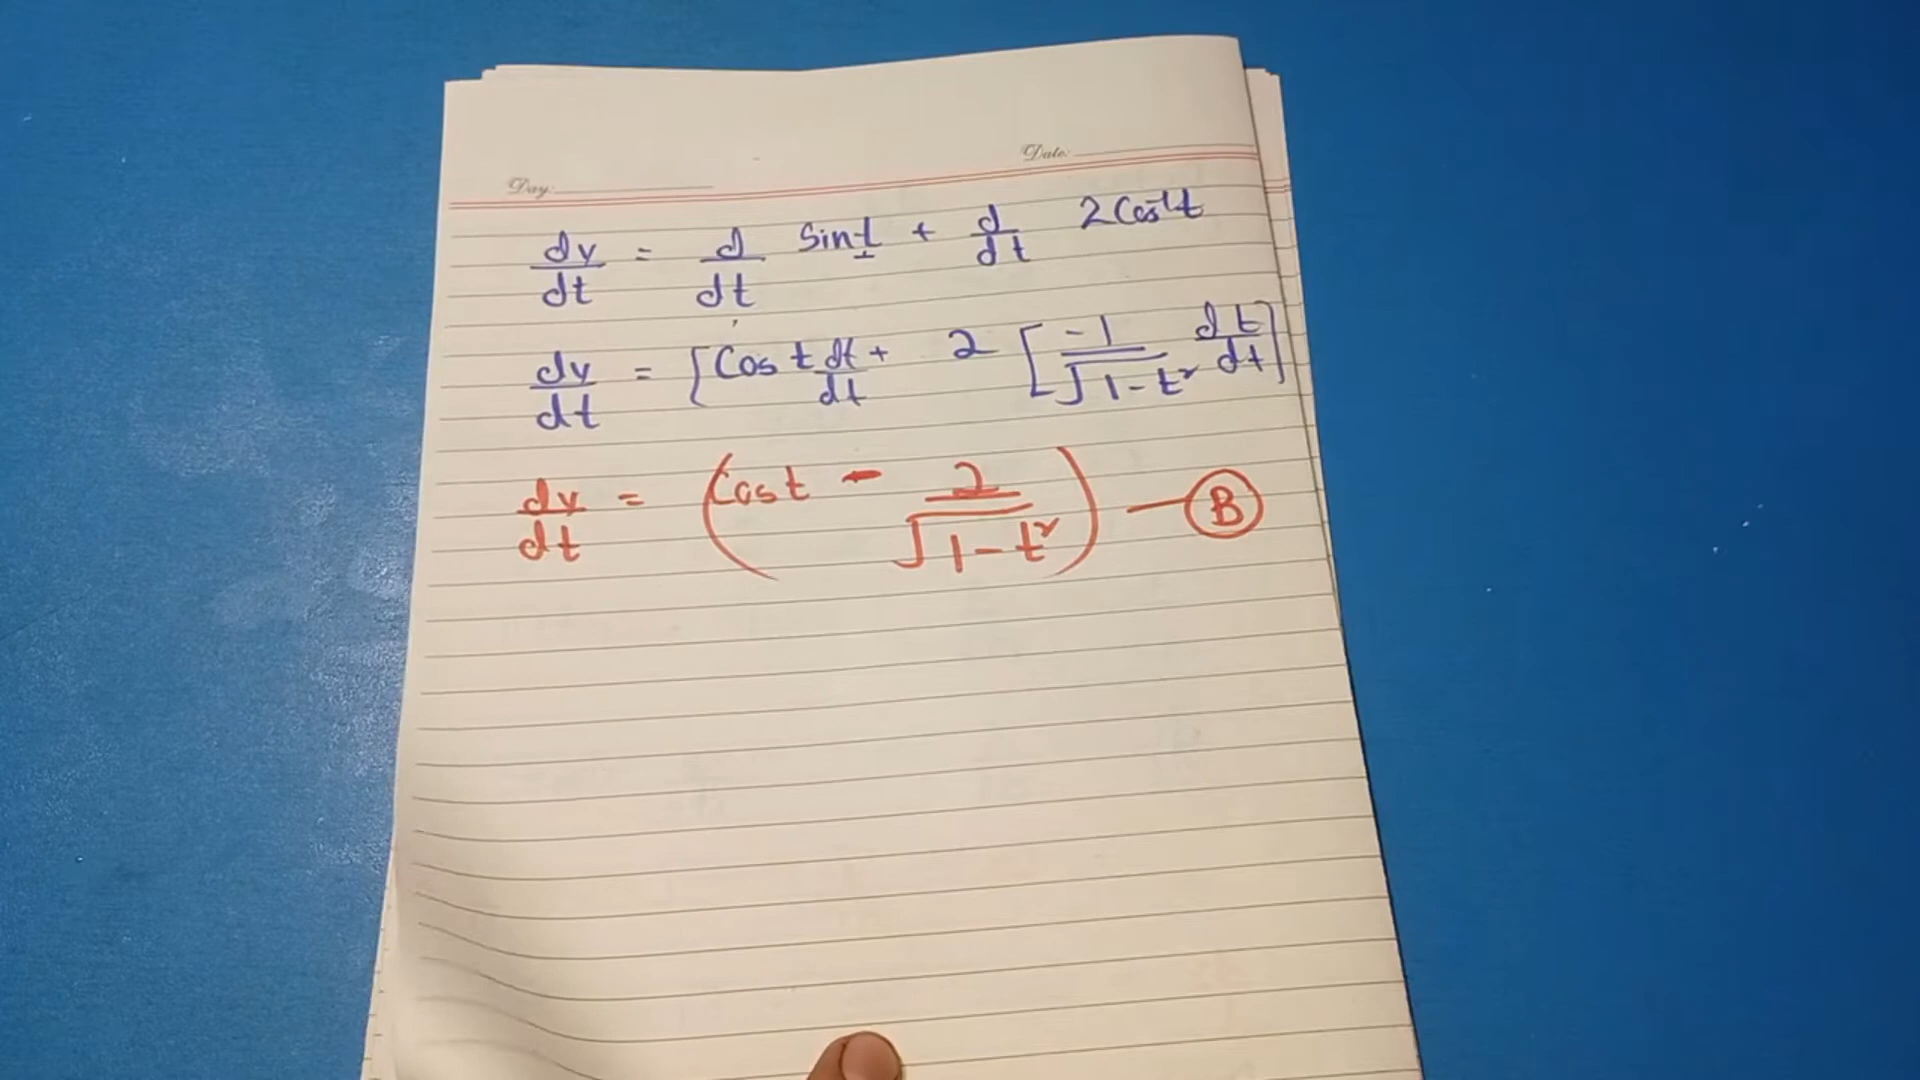 Day: Date:
dy/dt = d/dt Sin t + d/dt 2Cos⁻¹t
dy/dt = [Cos t dt/dt + 2 [-1/√1-t² dt/dt]
dy/dt = (Cos t - 2/√1-t²) — B